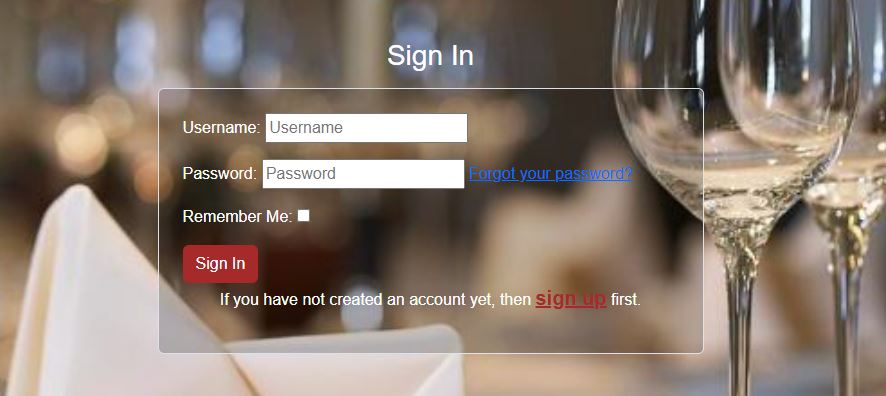 Sign In
Username: Username
Password: Password Forgot your password?
Remember Me:
Sign In
If you have not created an account yet, then sign up first.